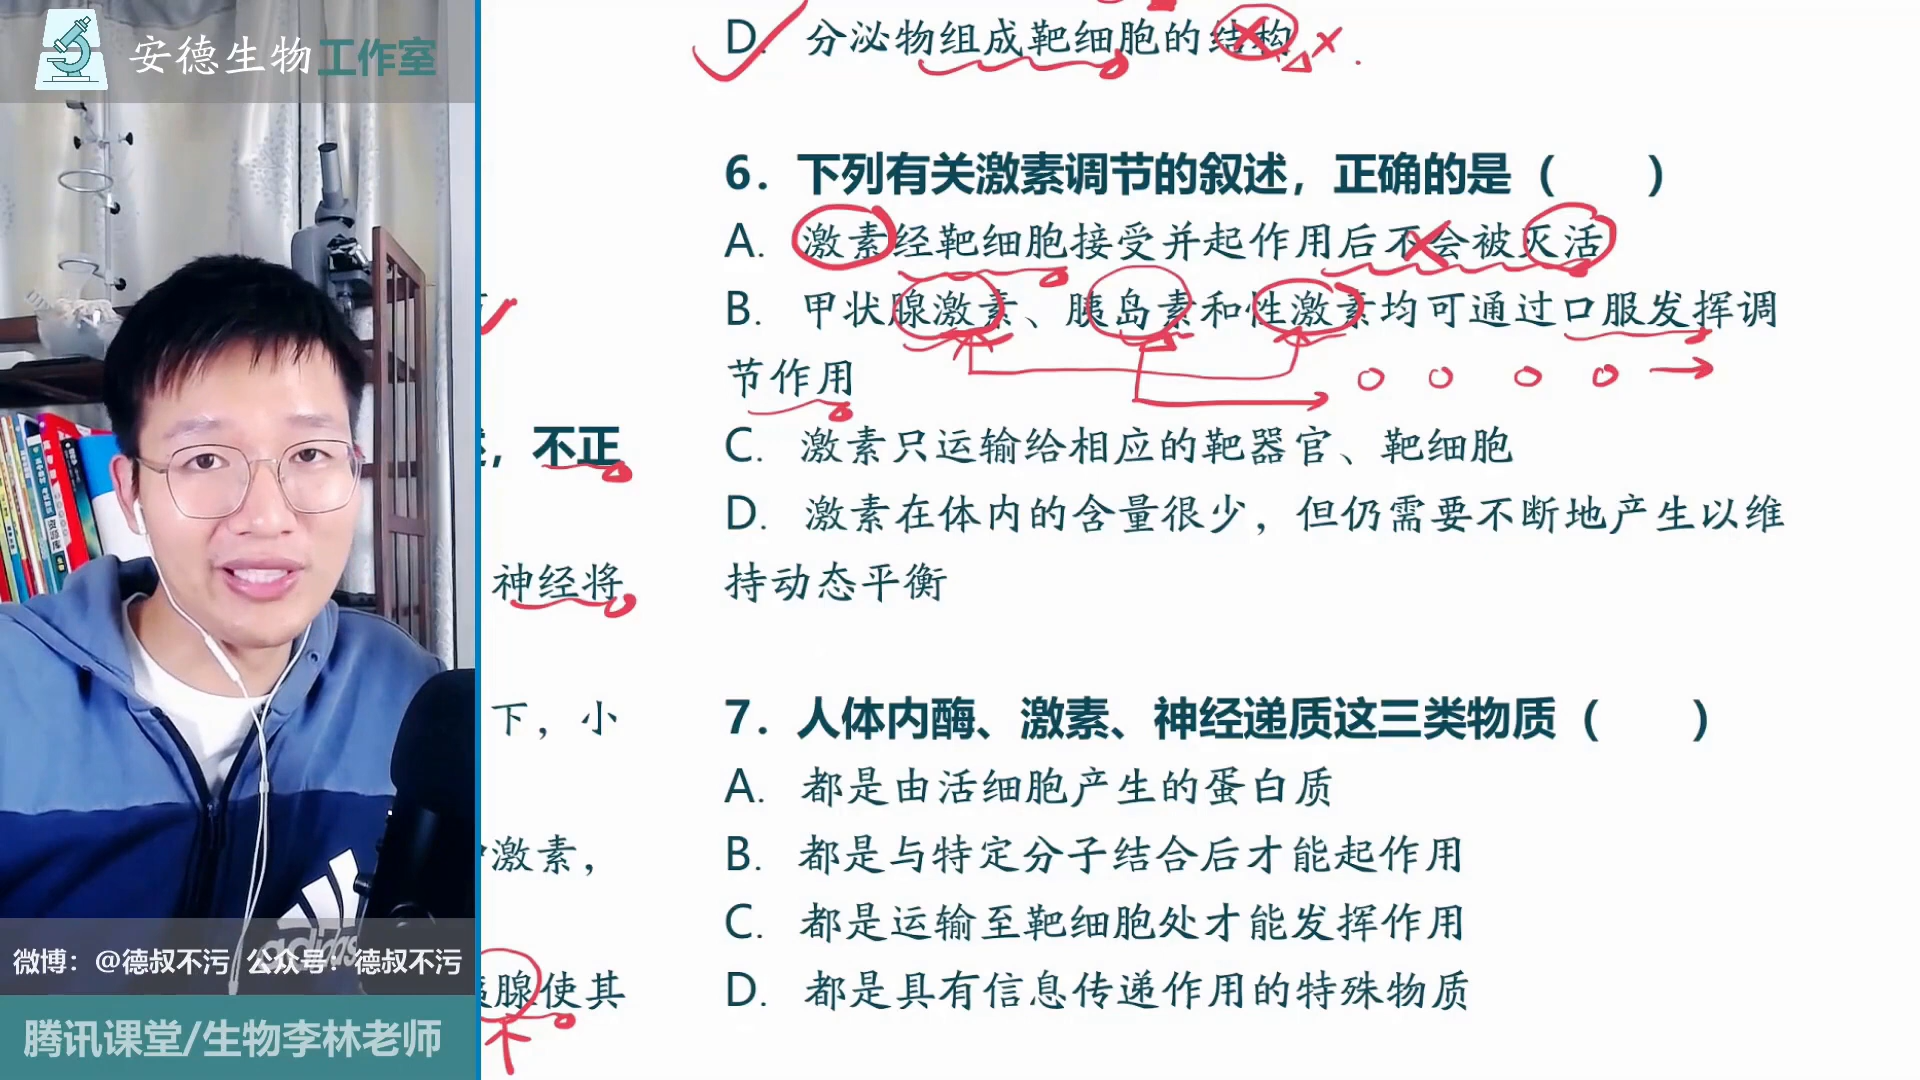 安德生物工作室
D. 分泌物组成靶细胞的结构
6. 下列有关激素调节的叙述，正确的是（　　）
A. 激素经靶细胞接受并起作用后不会被灭活
B. 甲状腺激素、胰岛素和性激素均可通过口服发挥调
节作用
C. 激素只运输给相应的靶器官、靶细胞
D. 激素在体内的含量很少，但仍需要不断地产生以维
持动态平衡
7. 人体内酶、激素、神经递质这三类物质（　　）
A. 都是由活细胞产生的蛋白质
B. 都是与特定分子结合后才能起作用
C. 都是运输至靶细胞处才能发挥作用
D. 都是具有信息传递作用的特殊物质
，不正
神经将
下，小
激素，
腺使其
微博：@德叔不污 公众号：德叔不污
腾讯课堂/生物李林老师